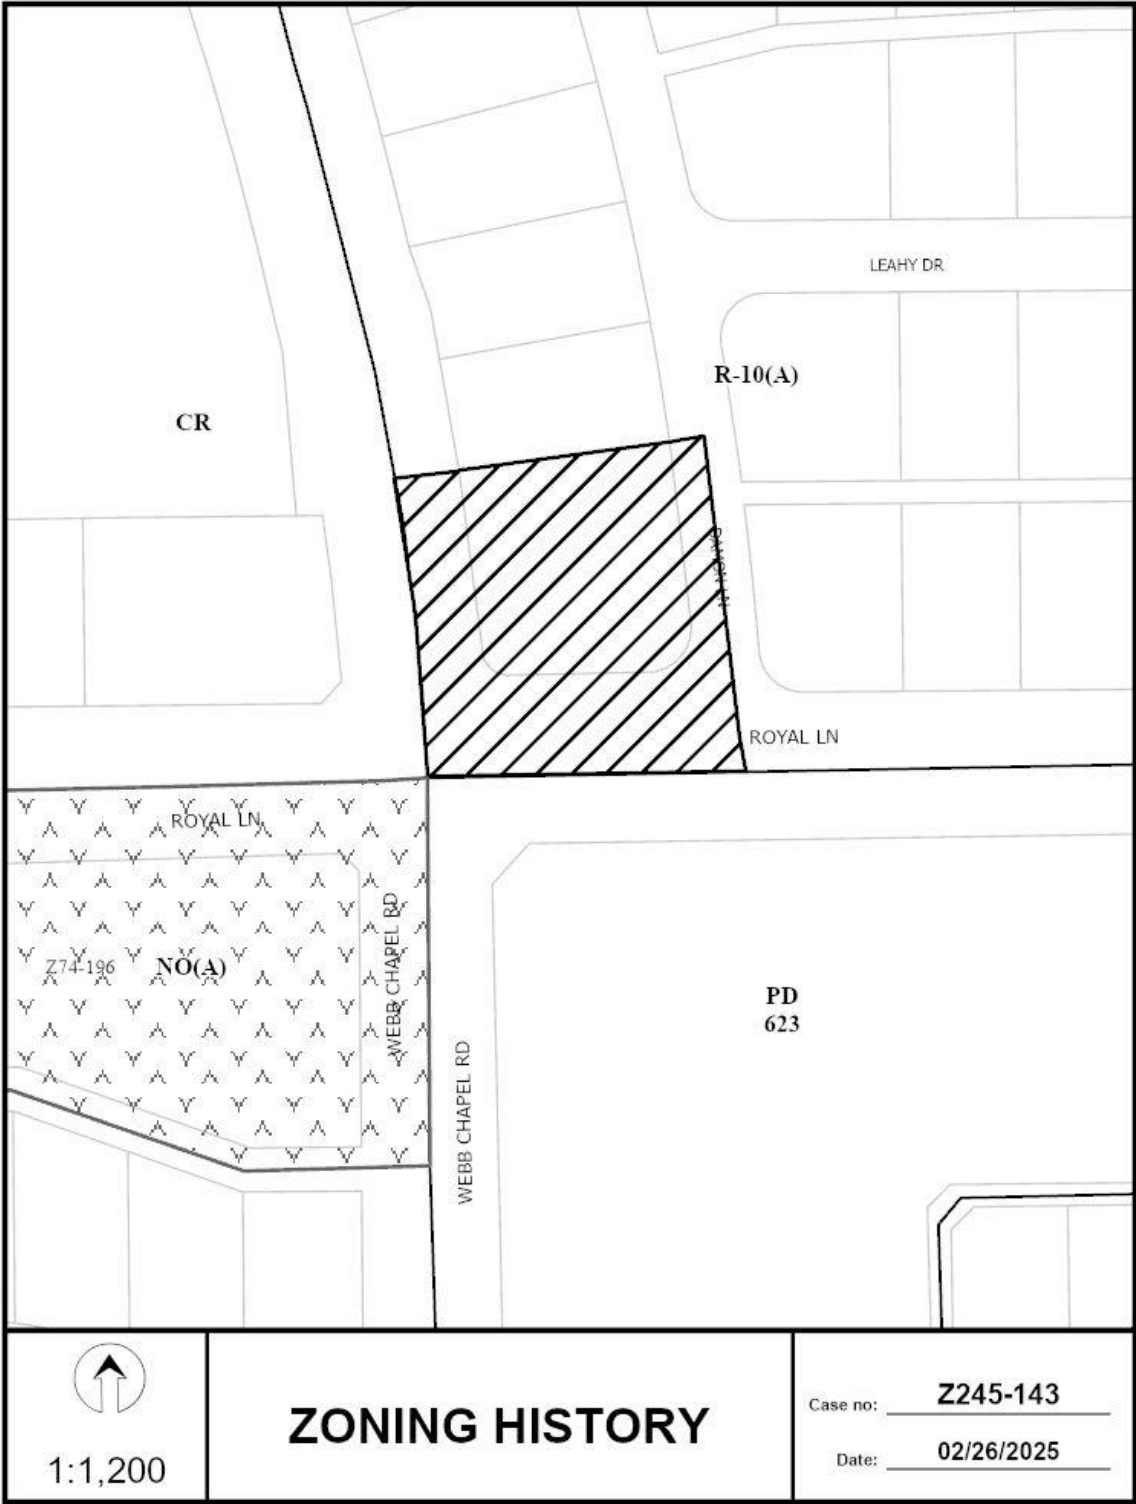 LEAHY DR
R-10(A)
CR
ROYAL LN
ROYAL LN
WEBB CHAPEL RD
Z74-196
NO(A)
PD
623
WEBB CHAPEL RD
1:1,200
ZONING HISTORY
Case no: Z245-143
Date: 02/26/2025